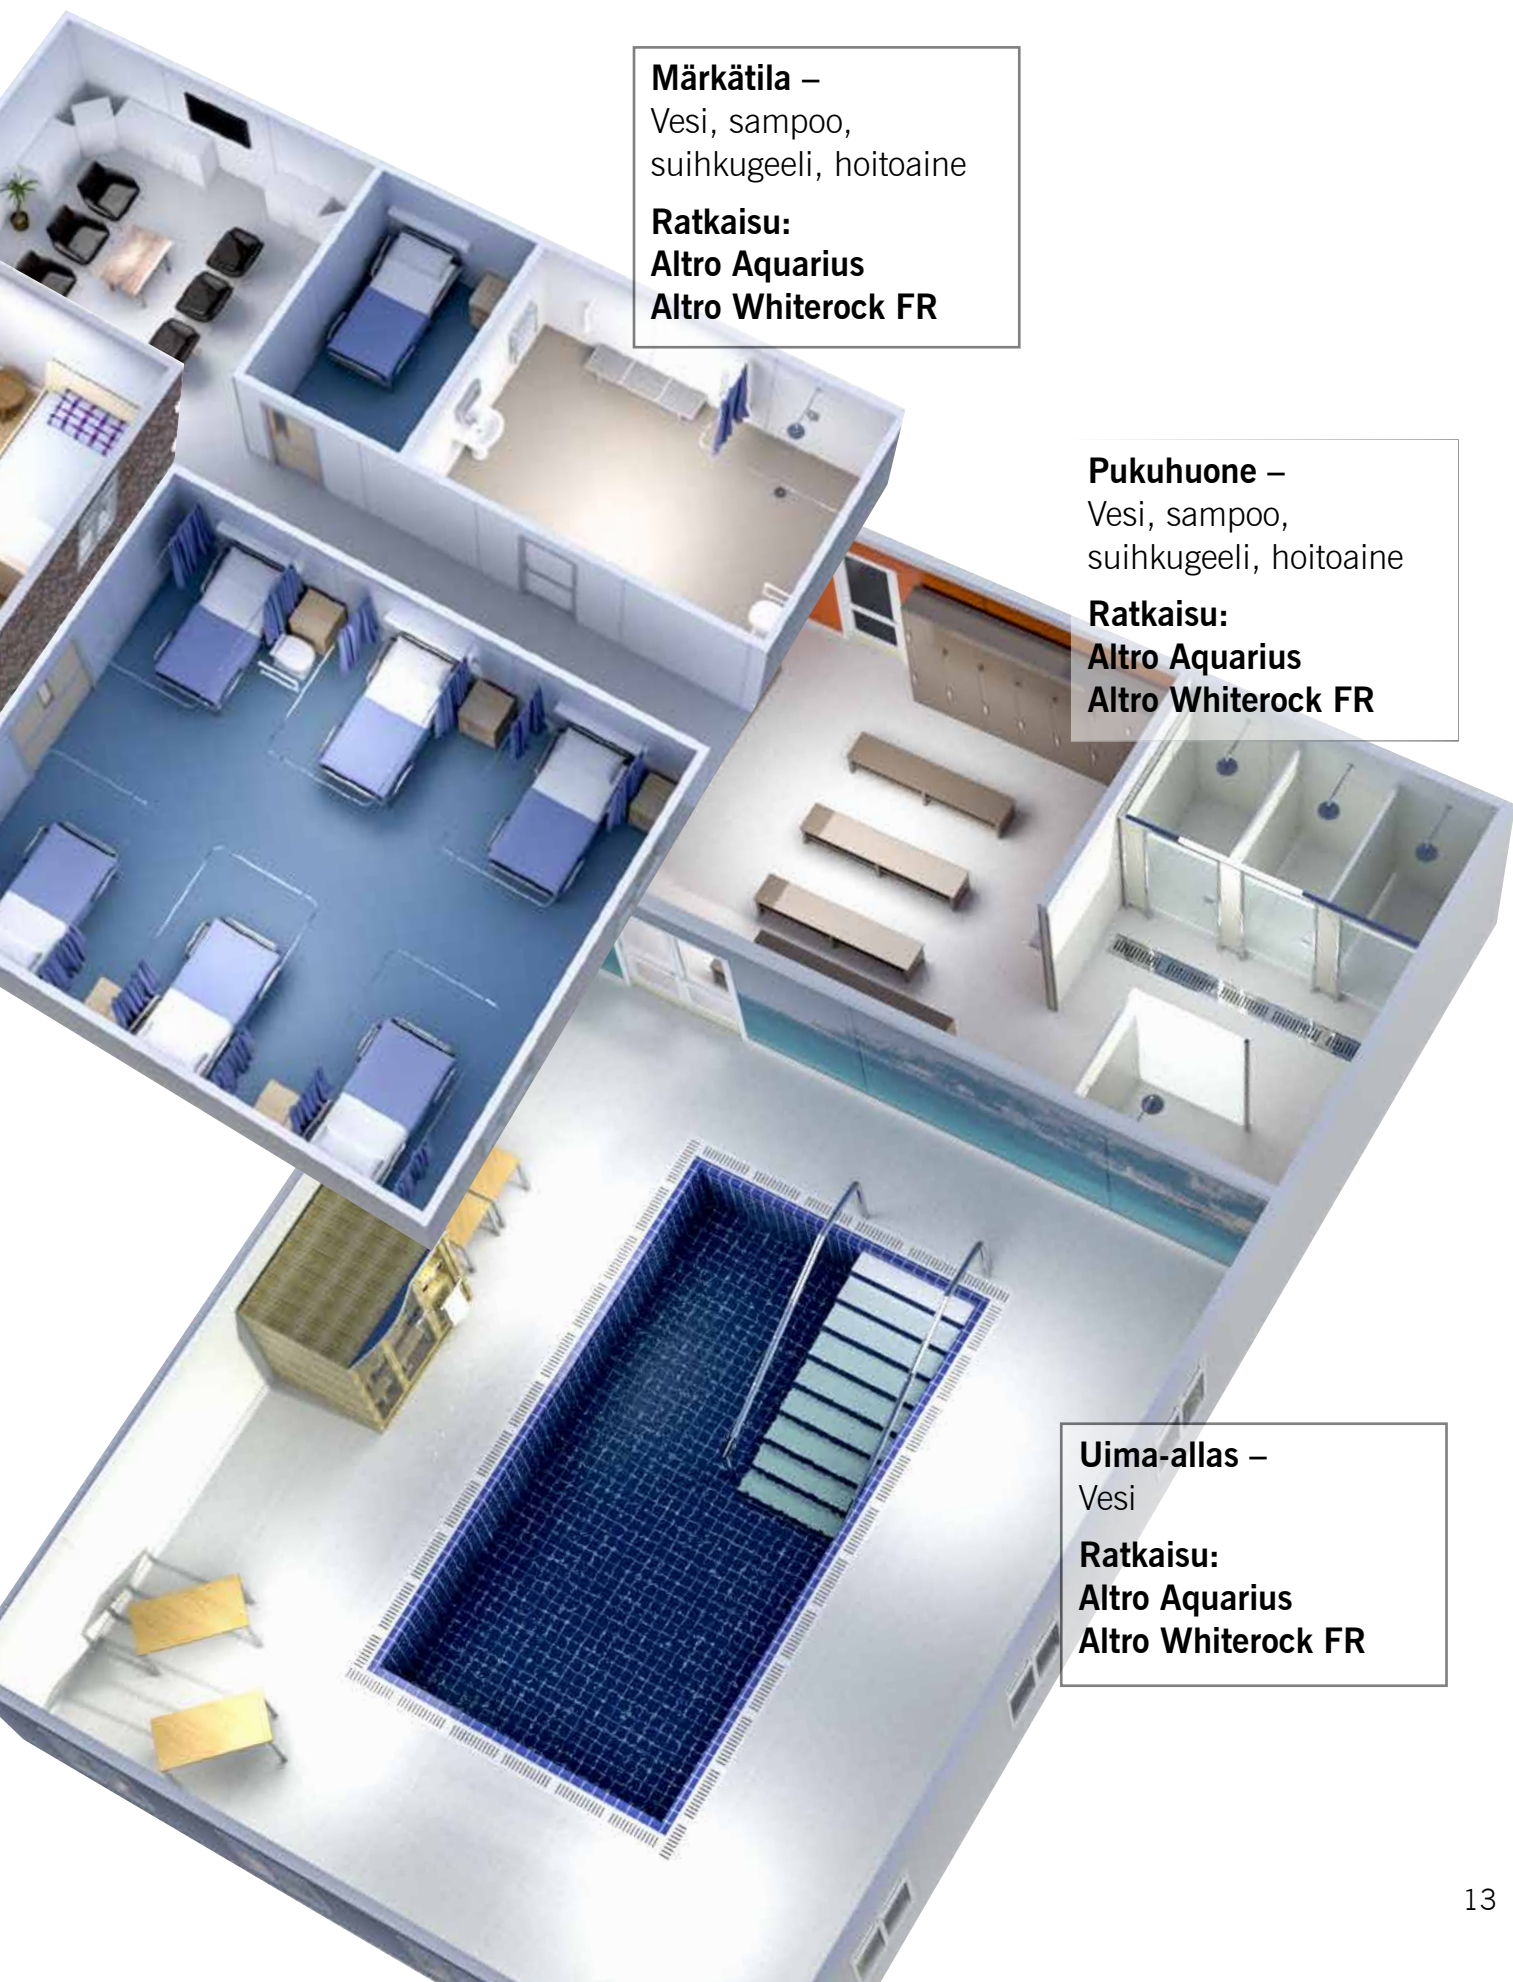 Märkätila –
Vesi, sampoo,
suihkugeeli, hoitoaine
Ratkaisu:
Altro Aquarius
Altro Whiterock FR
Pukuhuone –
Vesi, sampoo,
suihkugeeli, hoitoaine
Ratkaisu:
Altro Aquarius
Altro Whiterock FR
Uima-allas –
Vesi
Ratkaisu:
Altro Aquarius
Altro Whiterock FR
13